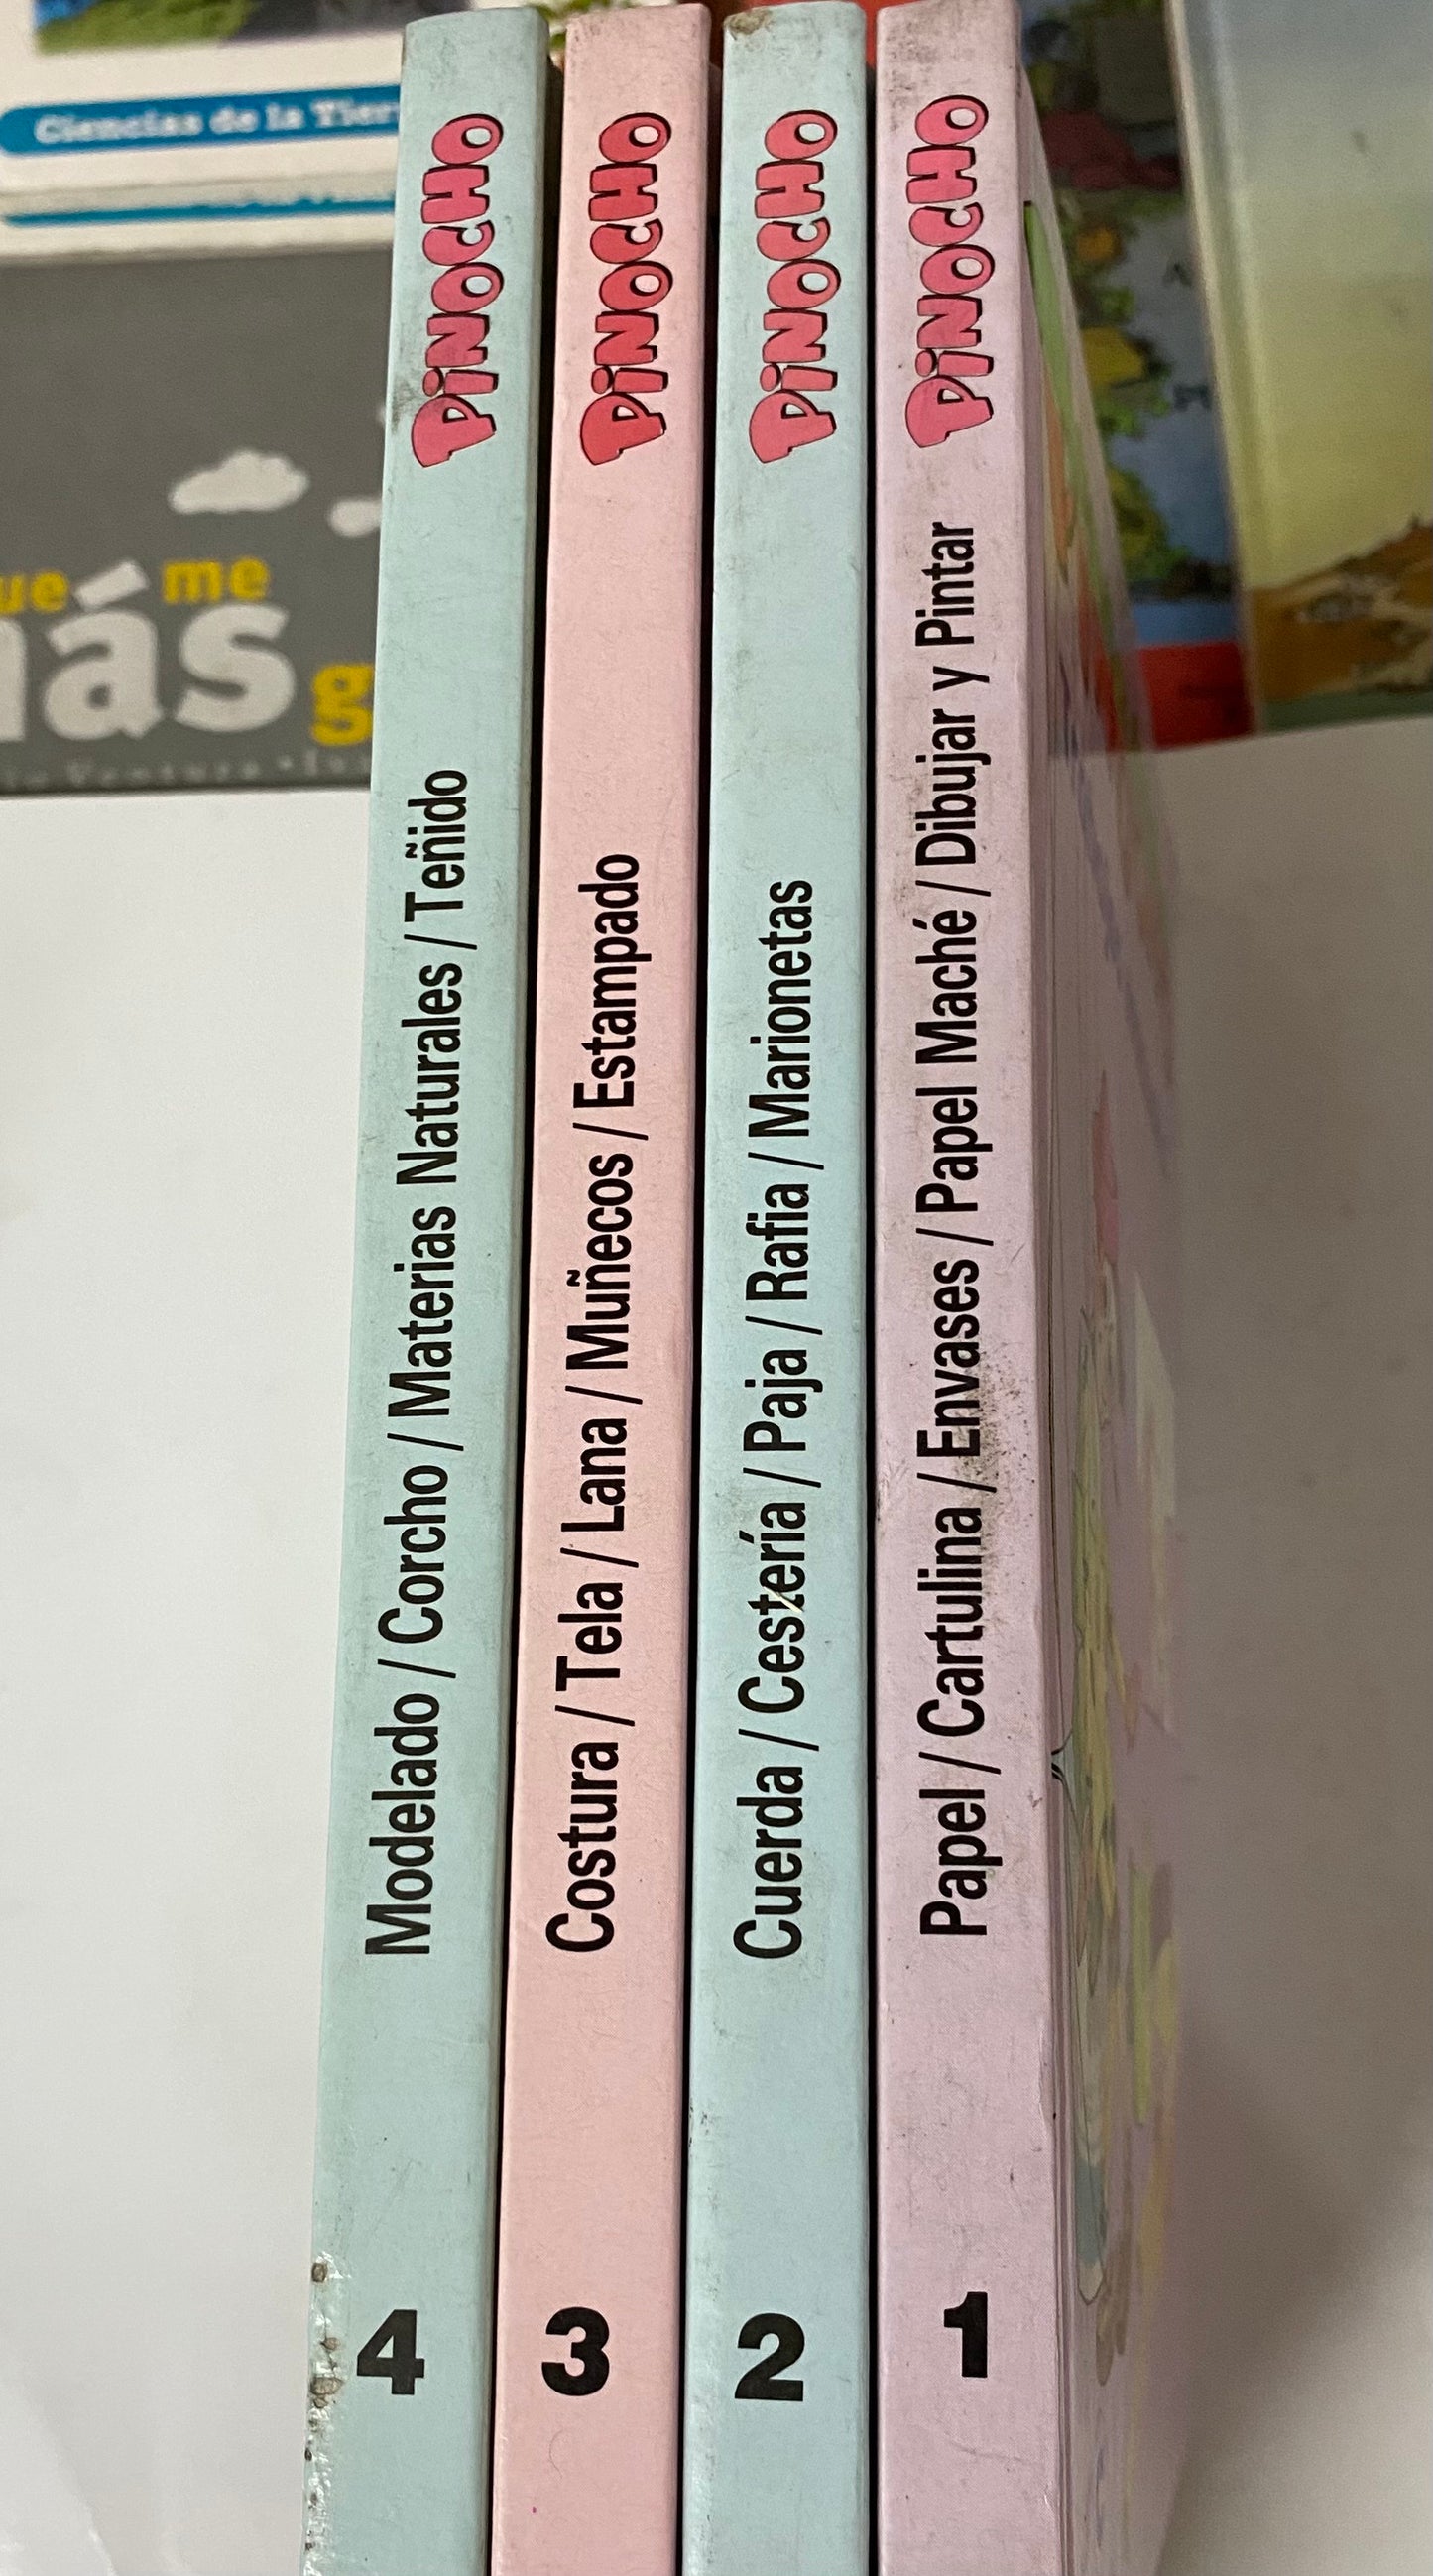 Ciencias de la
me
más
4 Modelado / Corcho / Materias Naturales / Teñido PINOCHO
3 Costura / Tela / Lana / Muñecos / Estampado PINOCHO
2 Cuerda / Cestería / Paja / Rafia / Marionetas PINOCHO
1 Papel / Cartulina / Envases / Papel Maché / Dibujar y Pintar PINOCHO